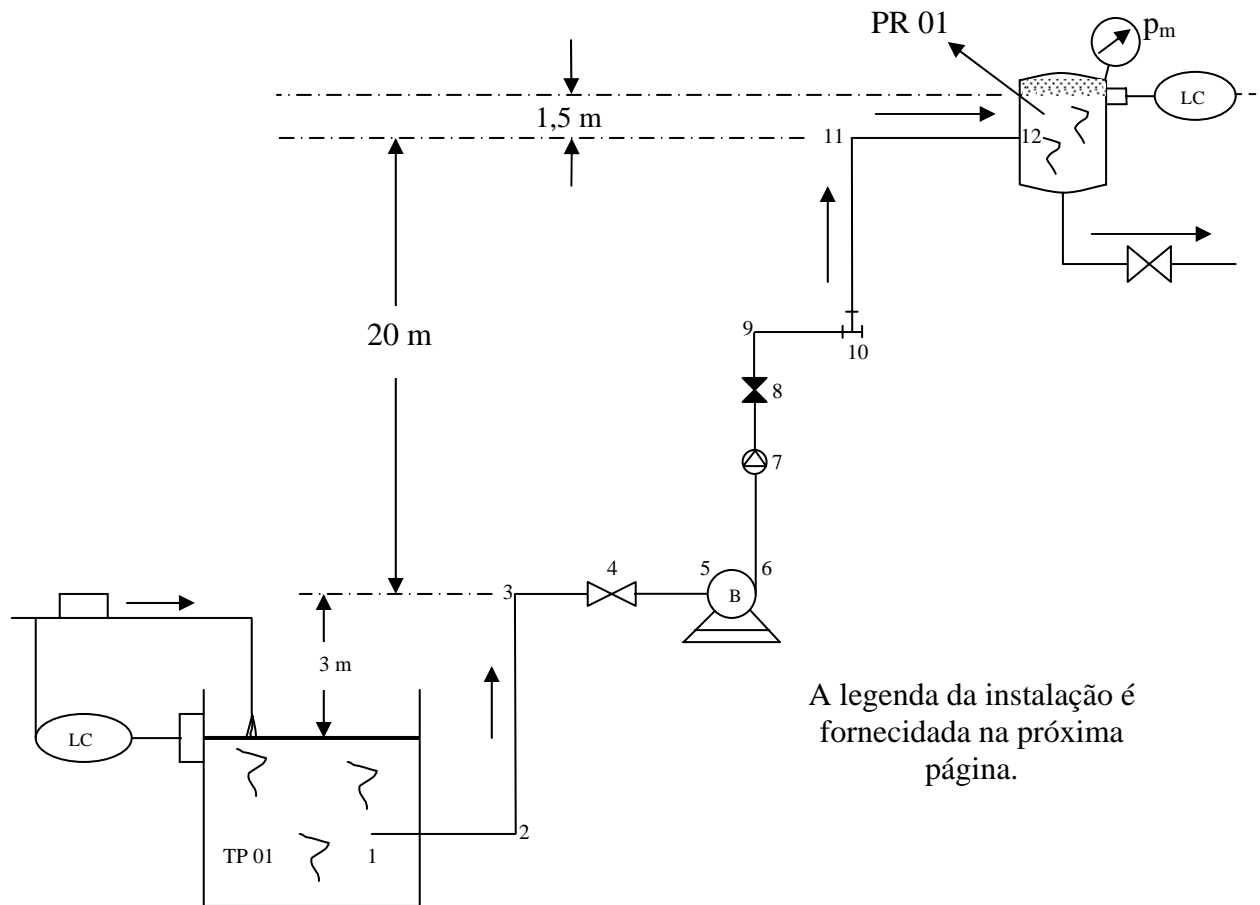 PR 01
pm
LC
1,5 m
11
12
20 m
9
10
8
7
3
4
5
6
B
3 m
LC
A legenda da instalação é
fornecidada na próxima
página.
TP 01
1
2